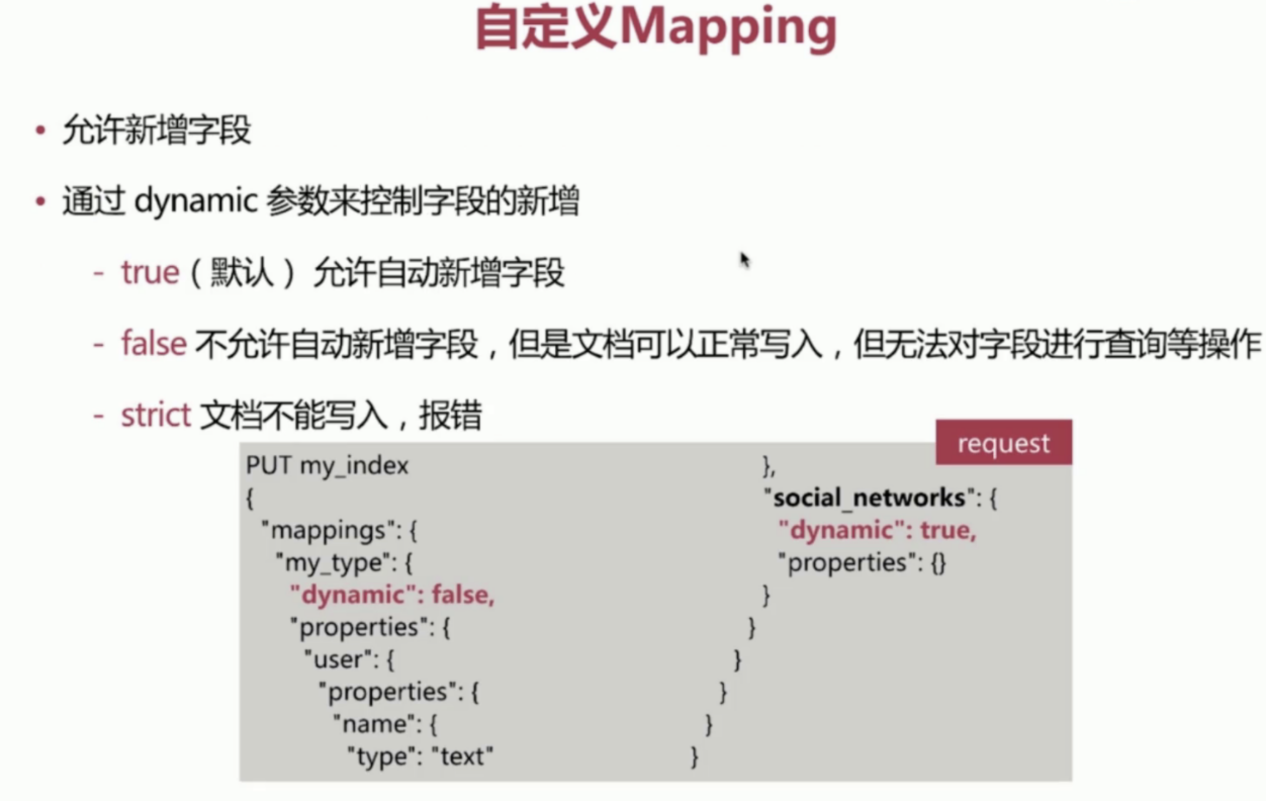 自定义Mapping
• 允许新增字段
• 通过 dynamic 参数来控制字段的新增
- true（默认） 允许自动新增字段
- false 不允许自动新增字段，但是文档可以正常写入，但无法对字段进行查询等操作
- strict 文档不能写入，报错
request
PUT my_index
{
"mappings": {
"my_type": {
"dynamic": false,
"properties": {
"user": {
"properties": {
"name": {
"type": "text"
},
"social_networks": {
"dynamic": true,
"properties": {}
}
}
}
}
}
}